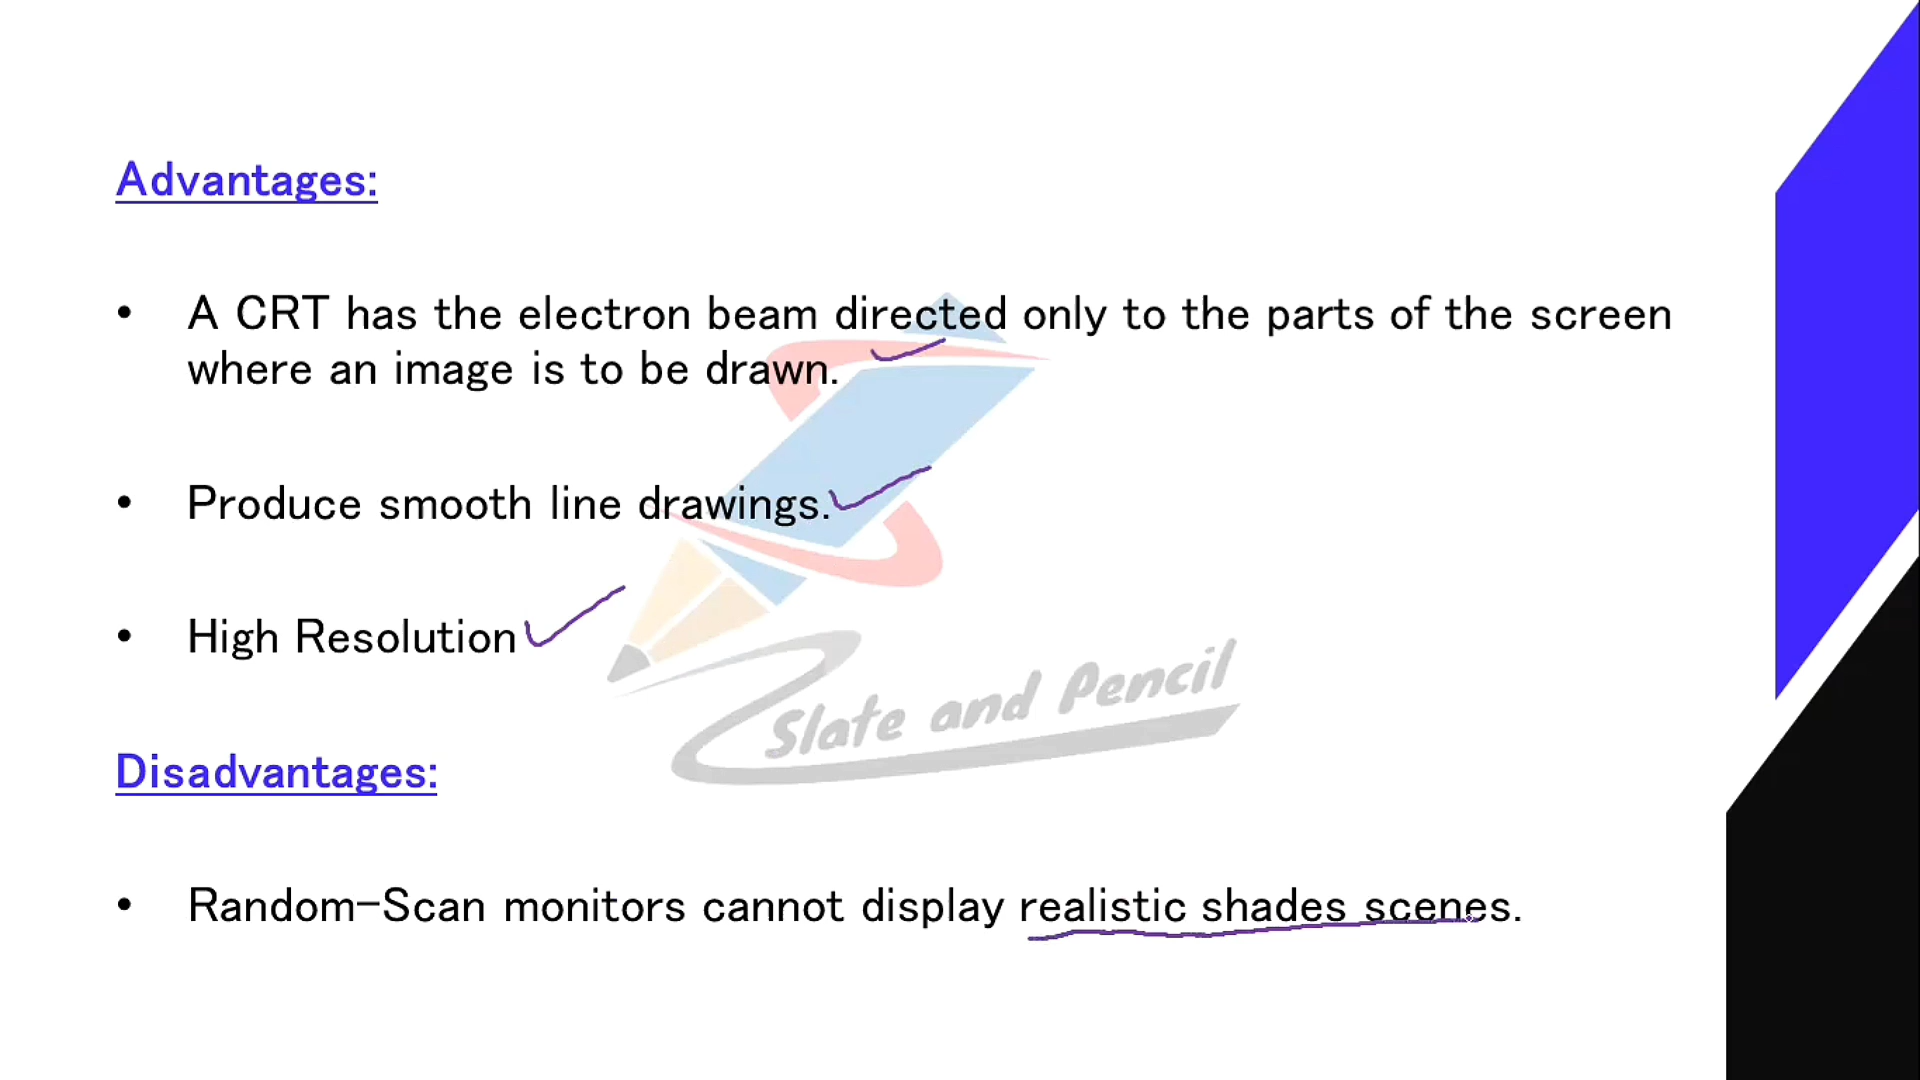 Advantages:
• A CRT has the electron beam directed only to the parts of the screen
where an image is to be drawn.
• Produce smooth line drawings.
• High Resolution
Slate and Pencil
Disadvantages:
• Random-Scan monitors cannot display realistic shades scenes.